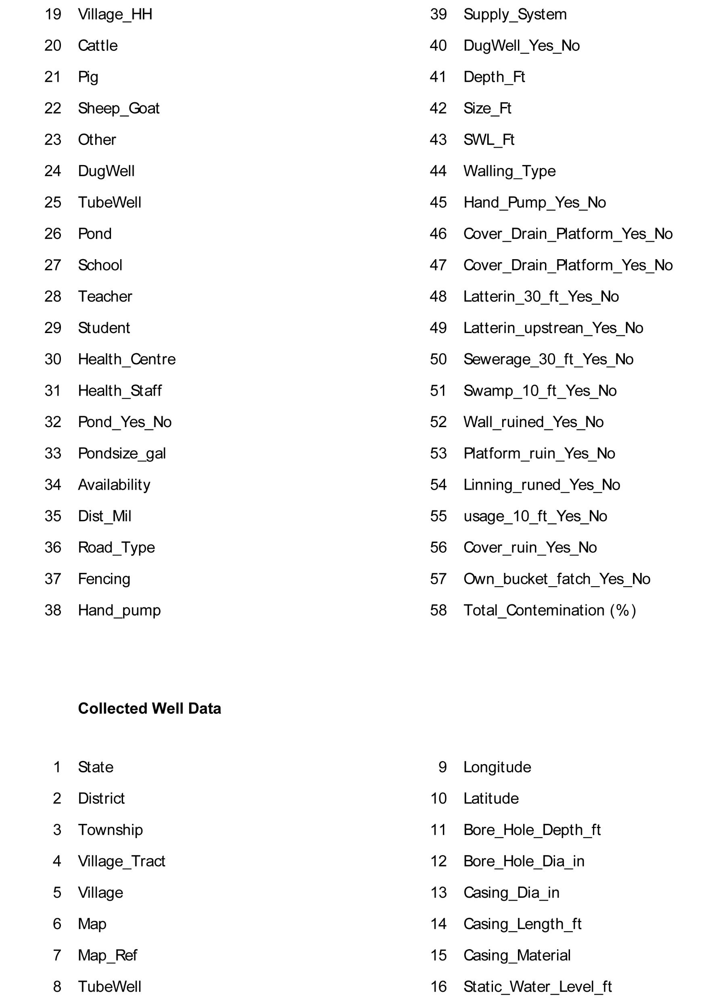 19 Village_HH
20 Cattle
21 Pig
22 Sheep_Goat
23 Other
24 DugWell
25 TubeWell
26 Pond
27 School
28 Teacher
29 Student
30 Health_Centre
31 Health_Staff
32 Pond_Yes_No
33 Pondsize_gal
34 Availability
35 Dist_Mil
36 Road_Type
37 Fencing
38 Hand_pump
39 Supply_System
40 DugWell_Yes_No
41 Depth_Ft
42 Size_Ft
43 SWL_Ft
44 Walling_Type
45 Hand_Pump_Yes_No
46 Cover_Drain_Platform_Yes_No
47 Cover_Drain_Platform_Yes_No
48 Latterin_30_ft_Yes_No
49 Latterin_upstrean_Yes_No
50 Sewerage_30_ft_Yes_No
51 Swamp_10_ft_Yes_No
52 Wall_ruined_Yes_No
53 Platform_ruin_Yes_No
54 Linning_runed_Yes_No
55 usage_10_ft_Yes_No
56 Cover_ruin_Yes_No
57 Own_bucket_fatch_Yes_No
58 Total_Contemination (%)
Collected Well Data
1 State
2 District
3 Township
4 Village_Tract
5 Village
6 Map
7 Map_Ref
8 TubeWell
9 Longitude
10 Latitude
11 Bore_Hole_Depth_ft
12 Bore_Hole_Dia_in
13 Casing_Dia_in
14 Casing_Length_ft
15 Casing_Material
16 Static_Water_Level_ft